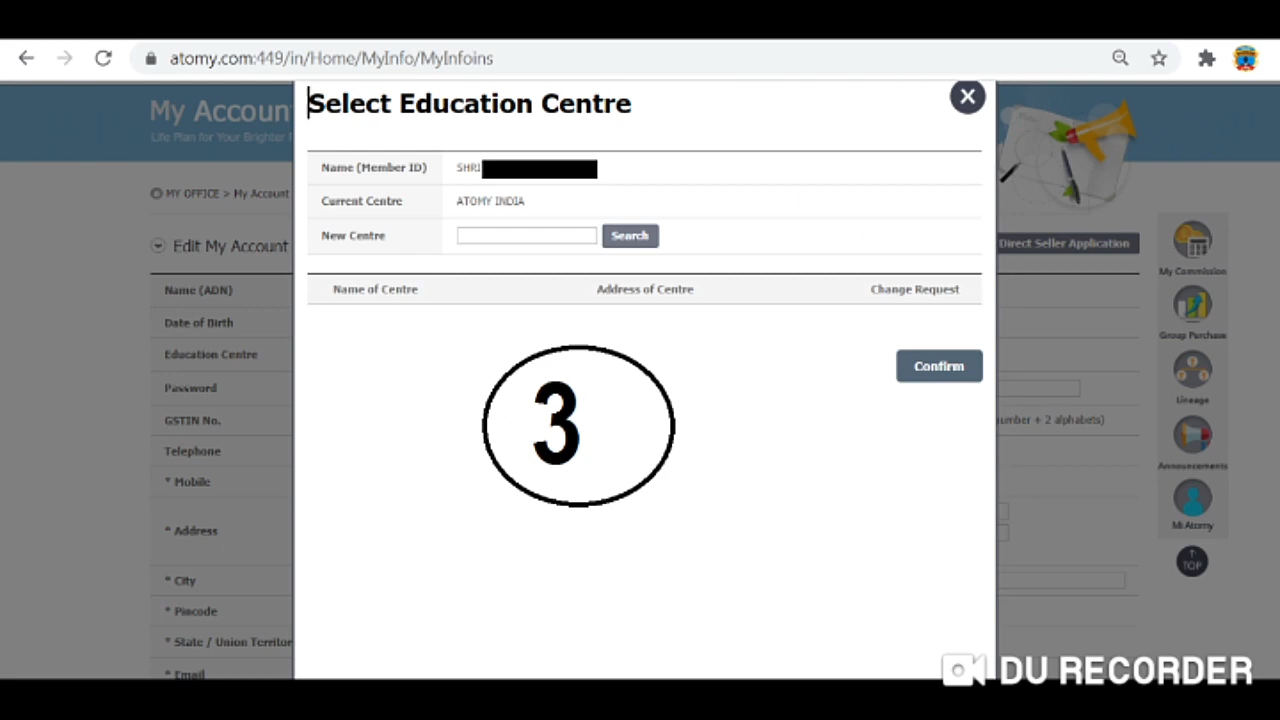 atomy.com:449/in/Home/MyInfo/MyInfoins
My Accoun
Life Plan for Your Brighter
MY OFFICE > My Account
Edit My Account
Direct Seller Application
Name (ADN)
Date of Birth
Education Centre
Password
GSTIN No.
umber + 2 alphabets)
Telephone
* Mobile
* Address
* City
* Pincode
* State / Union Territor
* Email
Select Education Centre
Name (Member ID) SHRI
Current Centre ATOMY INDIA
New Centre Search
Name of Centre Address of Centre Change Request
Confirm
3
My Commission
Group Purchase
Lineage
Announcements
Mi Atomy
TOP
DU RECORDER